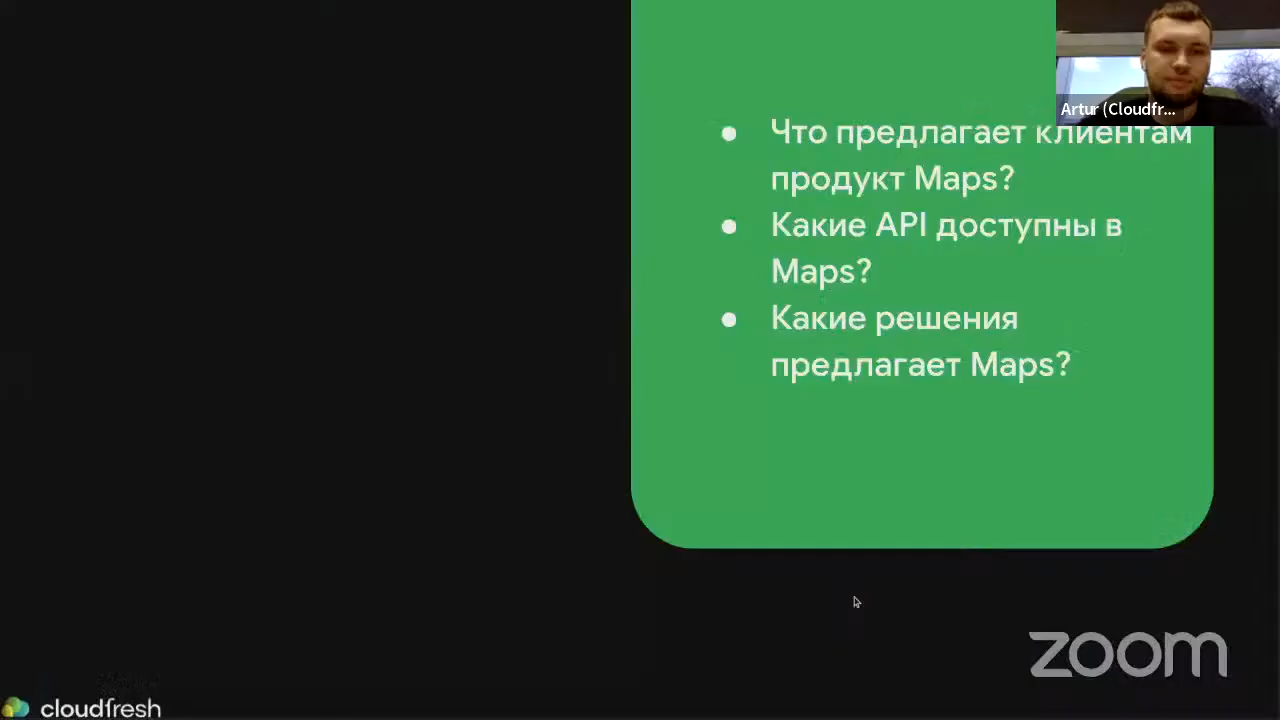 Artur (Cloudfr...
Что предлагает клиентам
продукт Maps?
Какие API доступны в
Maps?
Какие решения
предлагает Maps?
zoom
cloudfresh